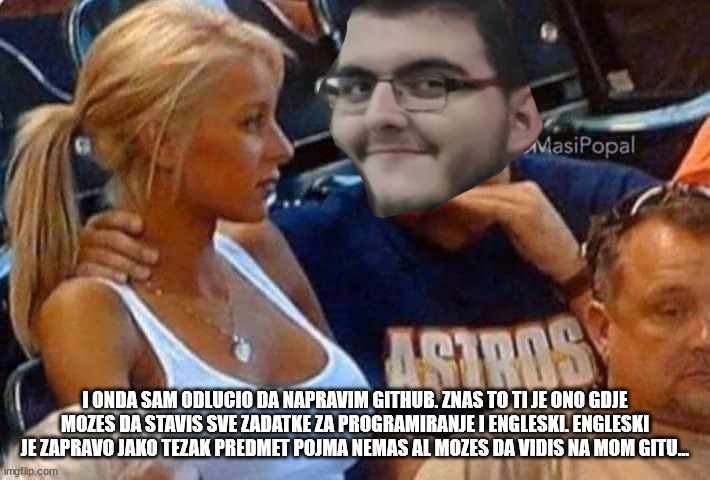 MasiPopal
ASTROS
I ONDA SAM ODLUCIO DA NAPRAVIM GITHUB. ZNAS TO TI JE ONO GDJE
MOZES DA STAVIS SVE ZADATKE ZA PROGRAMIRANJE I ENGLESKI. ENGLESKI
JE ZAPRAVO JAKO TEZAK PREDMET POJMA NEMAS AL MOZES DA VIDIS NA MOM GITU...
imgflip.com